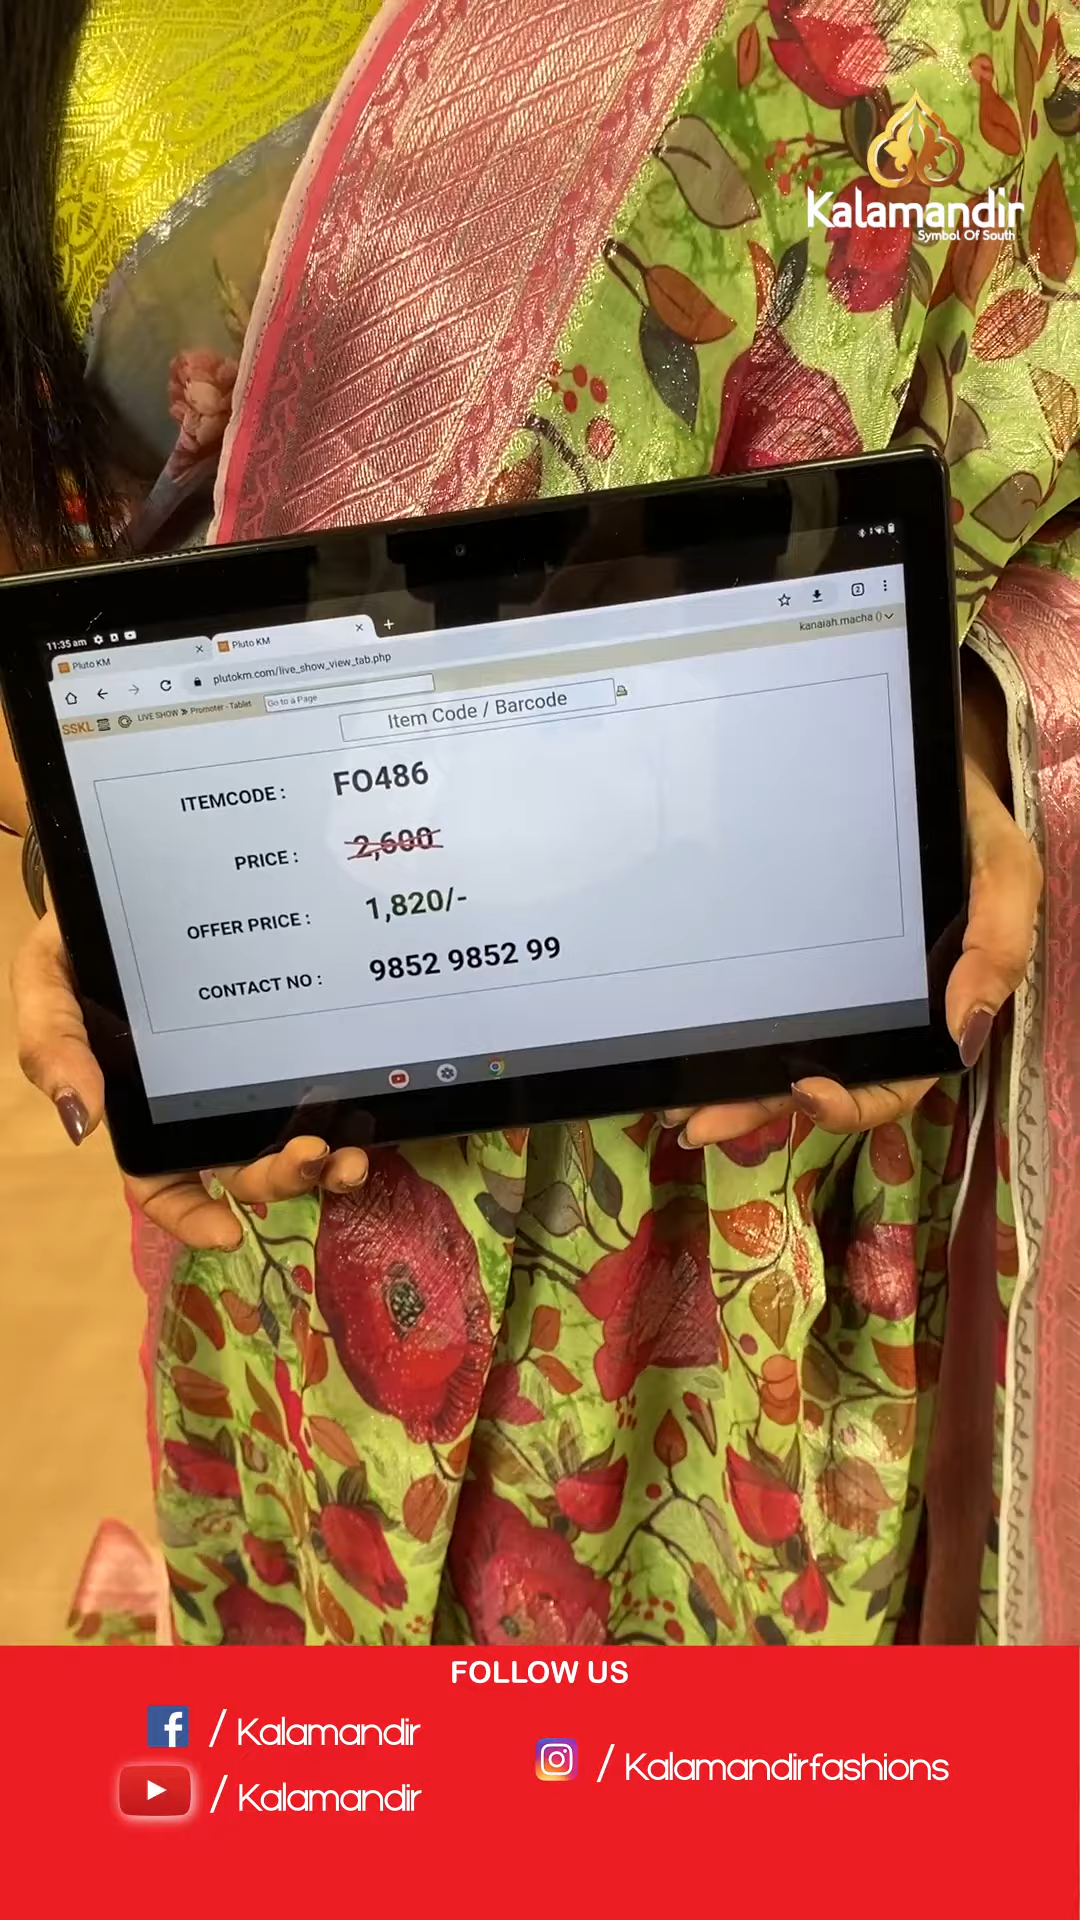 Kalamandir
Symbol Of South
11:35 am
Pluto KM
Pluto KM
plutokm.com/live_show_view_tab.php
kanaiah.macha ()
SSKL
LIVE SHOW
Promoter - Tablet
Go to a Page
Item Code / Barcode
ITEMCODE : FO486
PRICE : 2,600
OFFER PRICE : 1,820/-
CONTACT NO : 9852 9852 99
FOLLOW US
/ Kalamandir
/ Kalamandir
/ Kalamandirfashions